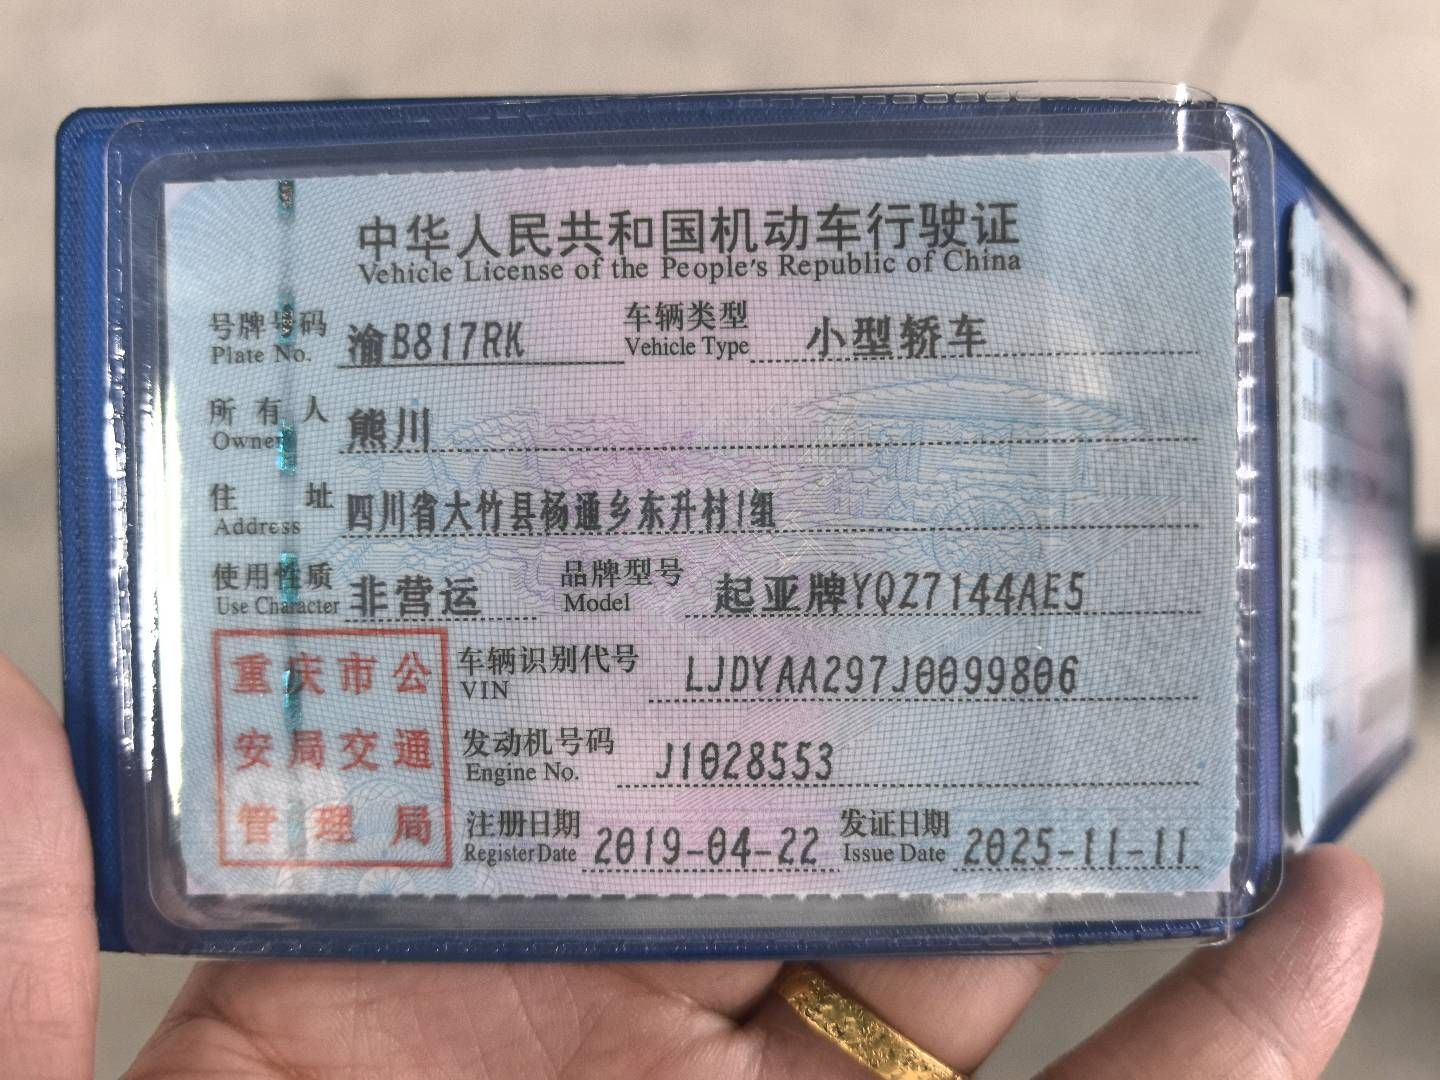 中华人民共和国机动车行驶证
Vehicle License of the People's Republic of China
号牌号码 渝B817RK 车辆类型 小型轿车
Plate No. Vehicle Type
所有人 熊川
Owner
住址 四川省大竹县杨通乡东升村1组
Address
使用性质 非营运 品牌型号 起亚牌YQZ7144AE5
Use Character Model
重庆市公
安局交通
管理局
车辆识别代号 LJDYAA297J0099806
VIN
发动机号码 J1028553
Engine No.
注册日期 2019-04-22 发证日期 2025-11-11
Register Date Issue Date